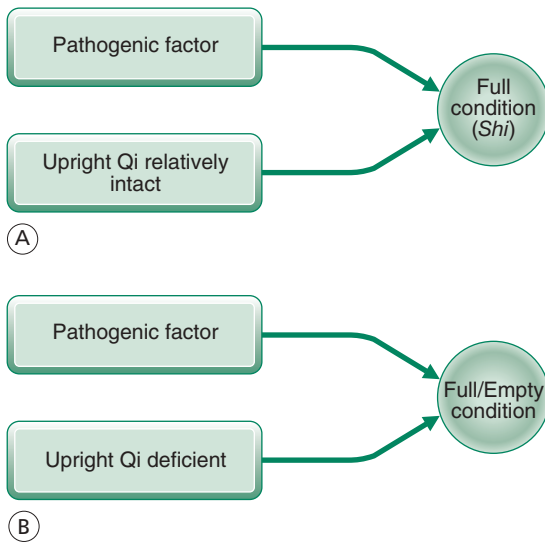 Pathogenic factor
Full
condition
(Shi)
Upright Qi relatively
intact
A
Pathogenic factor
Full/Empty
condition
Upright Qi deficient
B